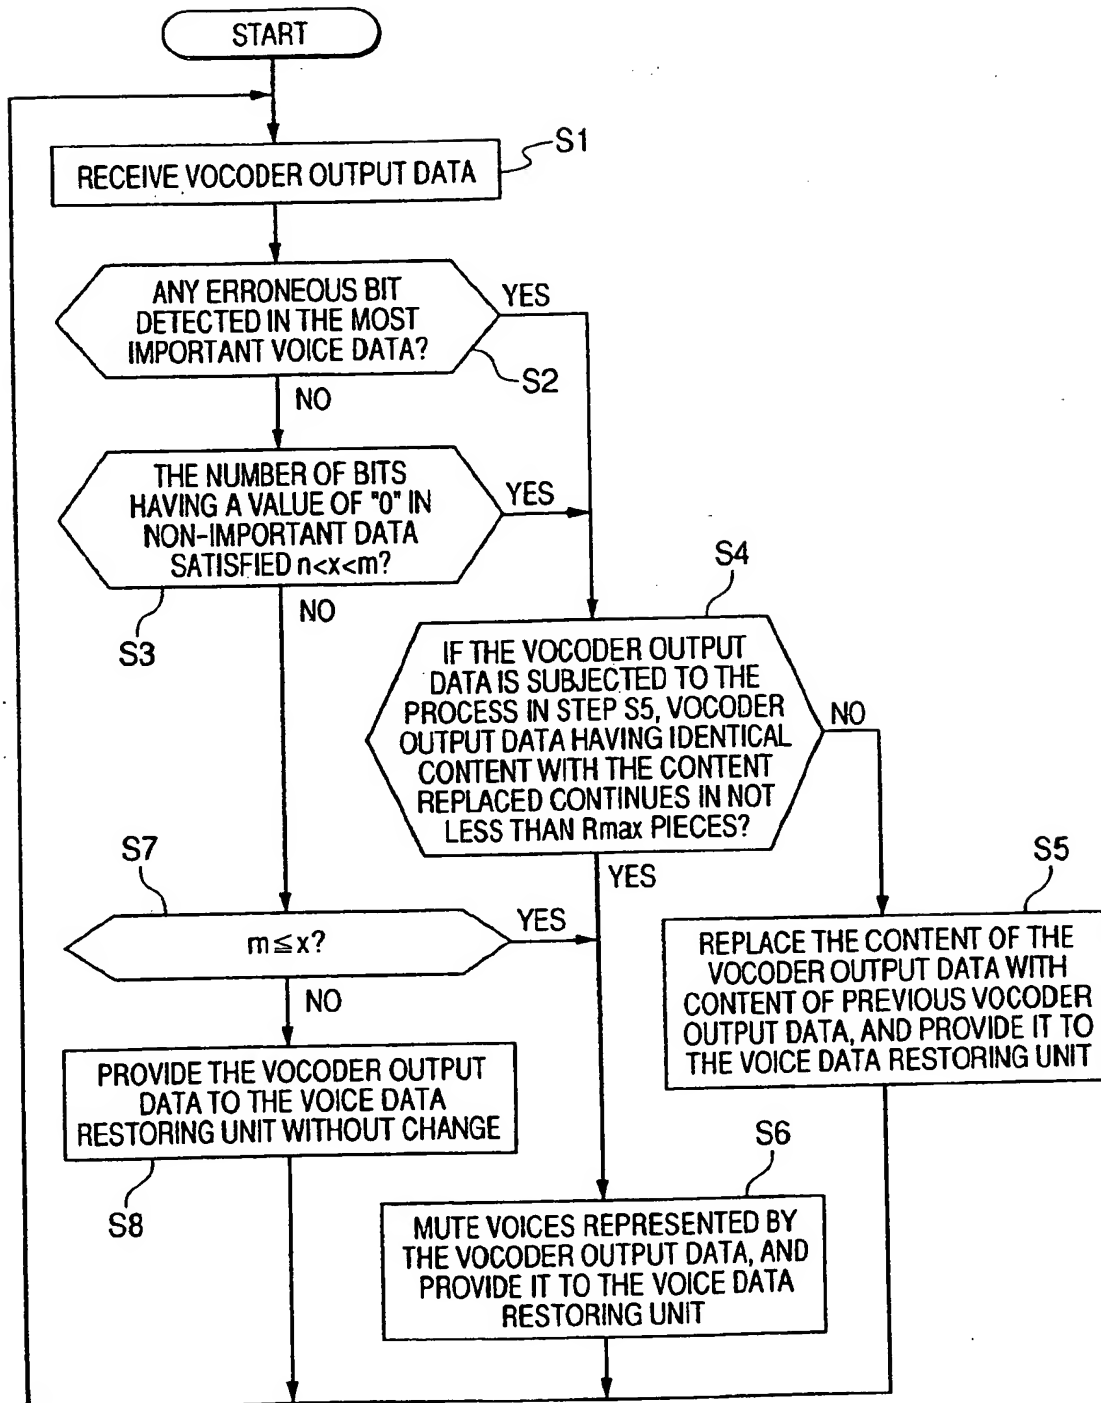 START
S1
RECEIVE VOCODER OUTPUT DATA
ANY ERRONEOUS BIT
DETECTED IN THE MOST
IMPORTANT VOICE DATA?
YES
S2
NO
THE NUMBER OF BITS
HAVING A VALUE OF "0" IN
NON-IMPORTANT DATA
SATISFIED n<x<m?
YES
S3
NO
S4
IF THE VOCODER OUTPUT
DATA IS SUBJECTED TO THE
PROCESS IN STEP S5, VOCODER
OUTPUT DATA HAVING IDENTICAL
CONTENT WITH THE CONTENT
REPLACED CONTINUES IN NOT
LESS THAN Rmax PIECES?
NO
YES
S7
m≦x?
YES
NO
S5
REPLACE THE CONTENT OF THE
VOCODER OUTPUT DATA WITH
CONTENT OF PREVIOUS VOCODER
OUTPUT DATA, AND PROVIDE IT TO
THE VOICE DATA RESTORING UNIT
PROVIDE THE VOCODER OUTPUT
DATA TO THE VOICE DATA
RESTORING UNIT WITHOUT CHANGE
S8
S6
MUTE VOICES REPRESENTED BY
THE VOCODER OUTPUT DATA, AND
PROVIDE IT TO THE VOICE DATA
RESTORING UNIT